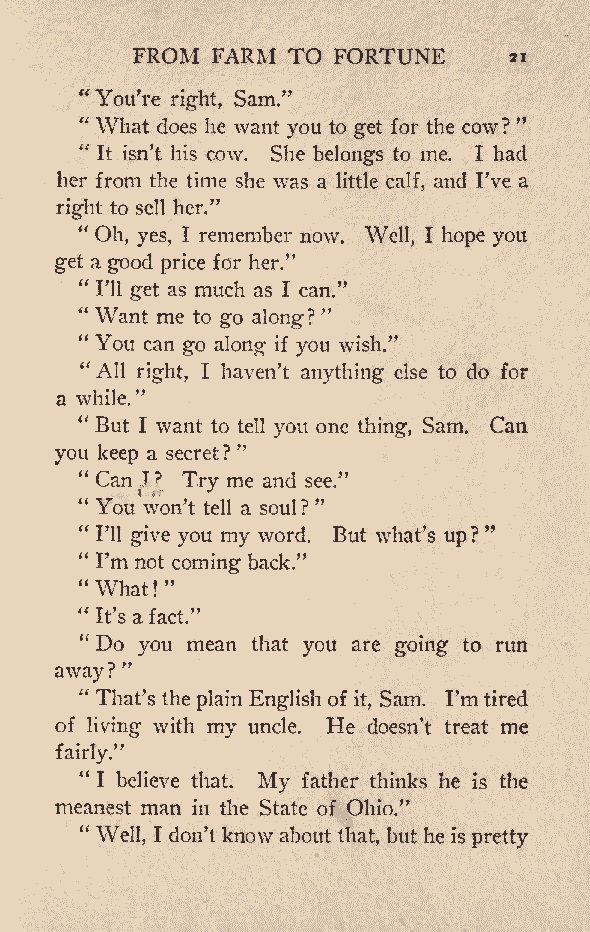 FROM FARM TO FORTUNE 21
“You're right, Sam.”
“What does he want you to get for the cow?”
“It isn't his cow. She belongs to me. I had
her from the time she was a little calf, and I've a
right to sell her.”
“Oh, yes, I remember now. Well, I hope you
get a good price for her.”
“I'll get as much as I can.”
“Want me to go along?”
“You can go along if you wish.”
“All right, I haven't anything else to do for
a while.”
“But I want to tell you one thing, Sam. Can
you keep a secret?”
“Can I? Try me and see.”
“You won't tell a soul?”
“I'll give you my word. But what's up?”
“I'm not coming back.”
“What!”
“It's a fact.”
“Do you mean that you are going to run
away?”
“That's the plain English of it, Sam. I'm tired
of living with my uncle. He doesn't treat me
fairly.”
“I believe that. My father thinks he is the
meanest man in the State of Ohio.”
“Well, I don't know about that, but he is pretty